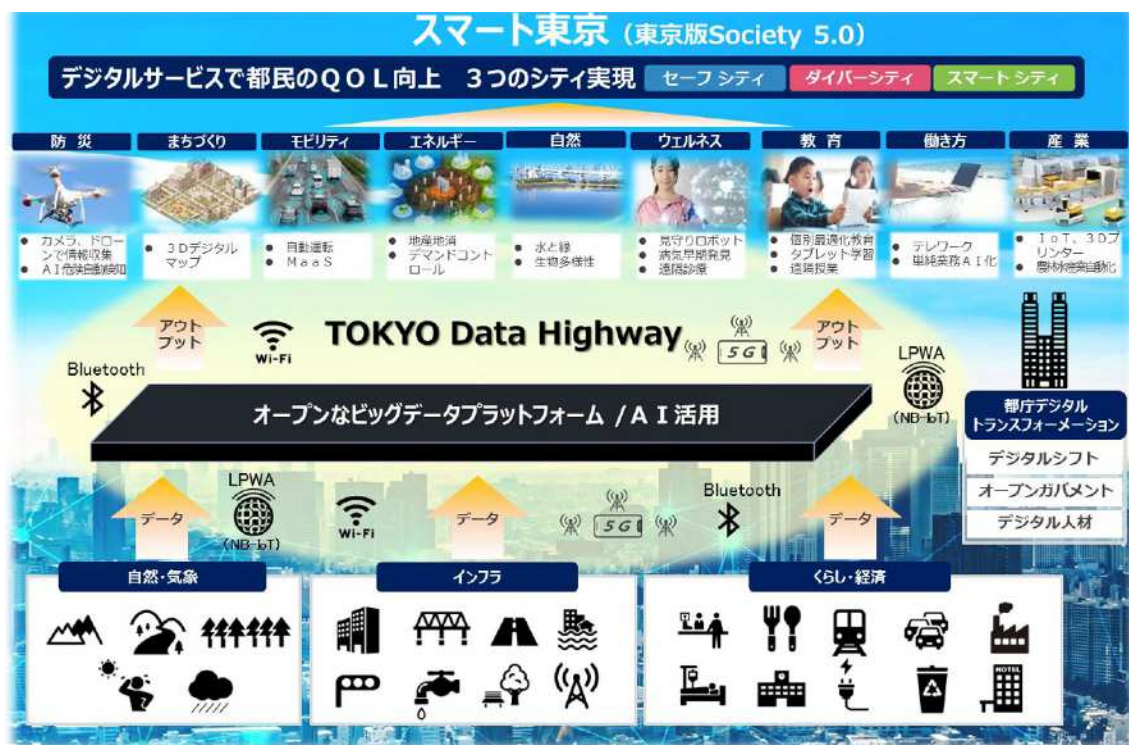 スマート東京（東京版Society 5.0）
デジタルサービスで都民のＱＯＬ向上　３つのシティ実現
セーフ シティ
ダイバーシティ
スマート シティ
防 災
まちづくり
モビリティ
エネルギー
自然
ウェルネス
教 育
働き方
産 業
● カメラ、ドロー
ンで情報収集
● ＡＩ危険自動検知
● ３Ｄデジタル
マップ
● 自動運転
● ＭａａＳ
● 地産地消
● デマンドコント
ロール
● 水と緑
● 生物多様性
● 見守りロボット
● 病気早期発見
● 遠隔診療
● 個別最適化教育
● タブレット学習
● 遠隔授業
● テレワーク
● 単純業務ＡＩ化
● ＩｏＴ、３Ｄプ
リンター
● 農林水産業自動化
アウト
プット
Wi-Fi
TOKYO Data Highway
5G
アウト
プット
Bluetooth
LPWA
(NB-IoT)
オープンなビッグデータプラットフォーム /ＡＩ活用
都庁デジタル
トランスフォーメーション
デジタルシフト
オープンガバメント
デジタル人材
データ
LPWA
(NB-IoT)
Wi-Fi
データ
5G
Bluetooth
データ
自然・気象
インフラ
くらし・経済
HOTEL